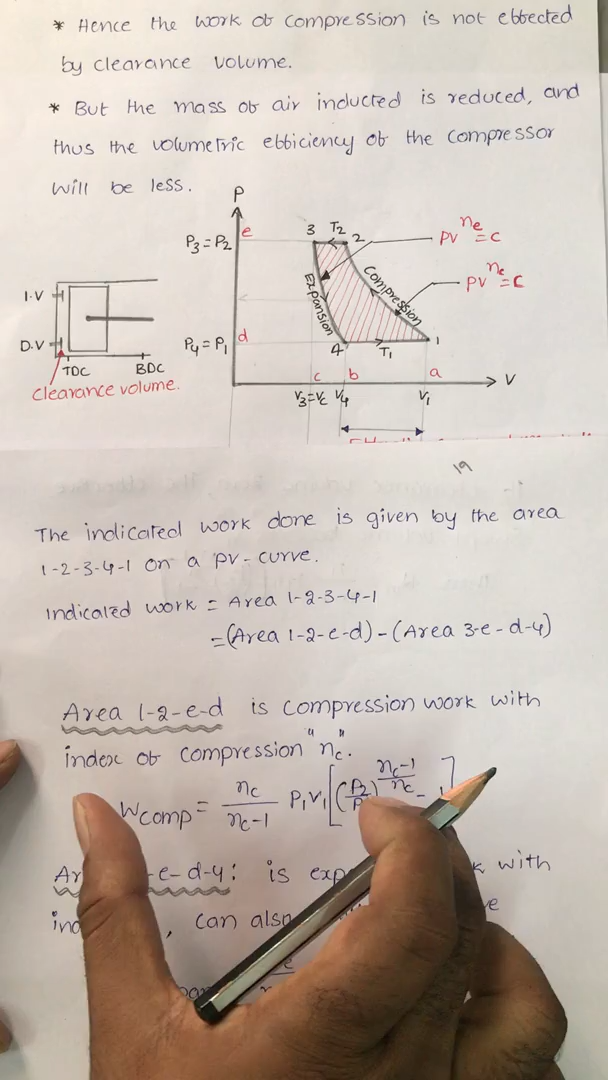 * Hence the work of compression is not effected
by clearance volume.
* But the mass of air inducted is reduced, and
thus the volumetric efficiency of the compressor
will be less.
P
P₃=P₂ e 3 T₂ 2 PV^ne=C
Expansion Compression PV^nc=C
I.V
D.V P₄=P₁ d 4 T₁ 1
TDC BDC c b a V
clearance volume. V₃=Vc V₄ V₁
19
The indicated work done is given by the area
1-2-3-4-1 on a PV-curve.
Indicated work = Area 1-2-3-4-1
=(Area 1-2-e-d)-(Area 3-e-d-4)
Area 1-2-e-d is compression work with
index of compression "nc".
Wcomp = nc/nc-1 P₁V₁[(P₂/P
nc-1/nc - 1]
e-d-4: is exp with
ind , can also